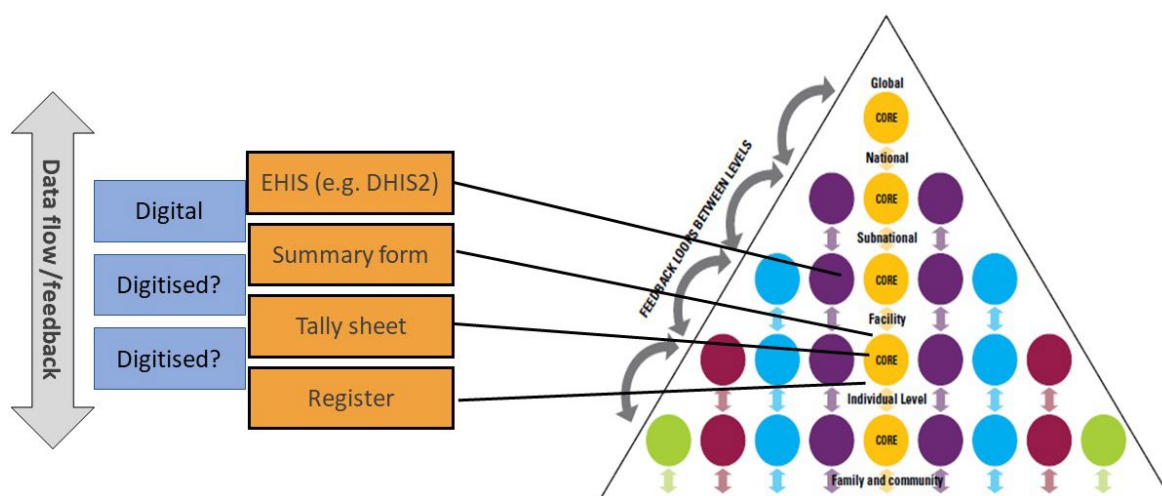 Data flow/feedback
Digital
Digitised?
Digitised?
EHIS (e.g. DHIS2)
Summary form
Tally sheet
Register
FEEDBACK LOOPS BETWEEN LEVELS
Global
CORE
National
CORE
Subnational
CORE
Facility
CORE
Individual Level
CORE
Family and community